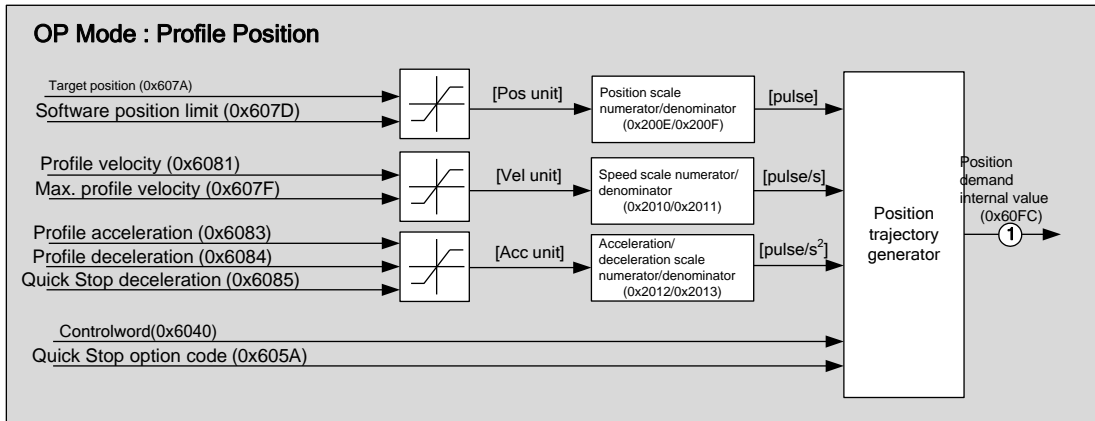 OP Mode : Profile Position
Target position (0x607A)
Software position limit (0x607D)
[Pos unit]
Position scale
numerator/denominator
(0x200E/0x200F)
[pulse]
Profile velocity (0x6081)
Max. profile velocity (0x607F)
[Vel unit]
Speed scale numerator/
denominator
(0x2010/0x2011)
[pulse/s]
Profile acceleration (0x6083)
Profile deceleration (0x6084)
Quick Stop deceleration (0x6085)
[Acc unit]
Acceleration/
deceleration scale
numerator/denominator
(0x2012/0x2013)
[pulse/s²]
Controlword(0x6040)
Quick Stop option code (0x605A)
Position
trajectory
generator
Position
demand
internal value
(0x60FC)
1